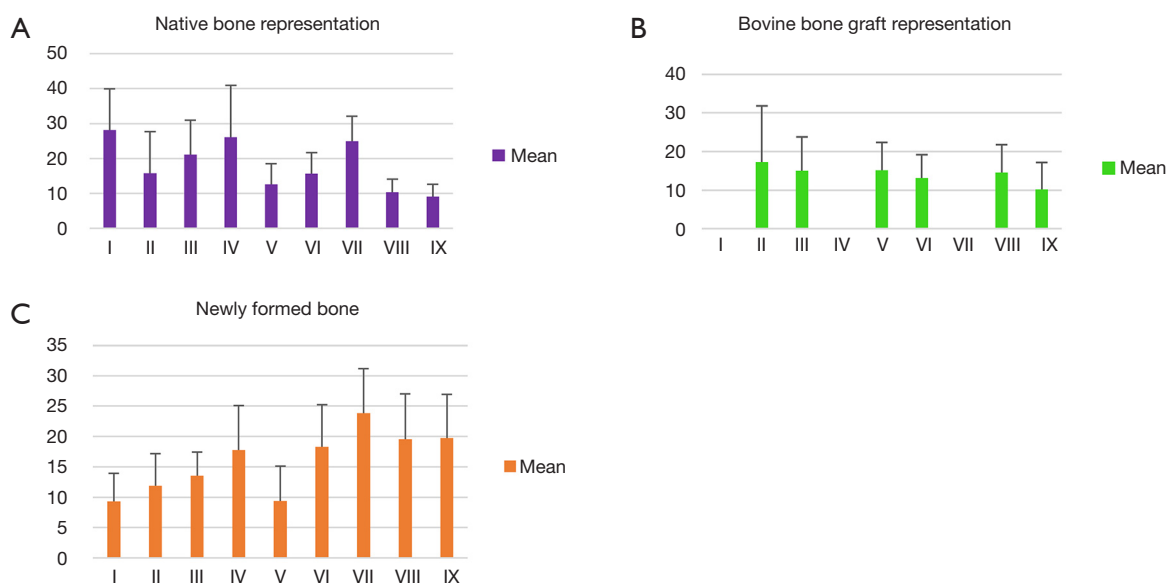 A
Native bone representation
50
40
30
20
10
0
I II III IV V VI VII VIII IX
Mean
B
Bovine bone graft representation
40
30
20
10
0
I II III IV V VI VII VIII IX
Mean
C
Newly formed bone
35
30
25
20
15
10
5
0
I II III IV V VI VII VIII IX
Mean